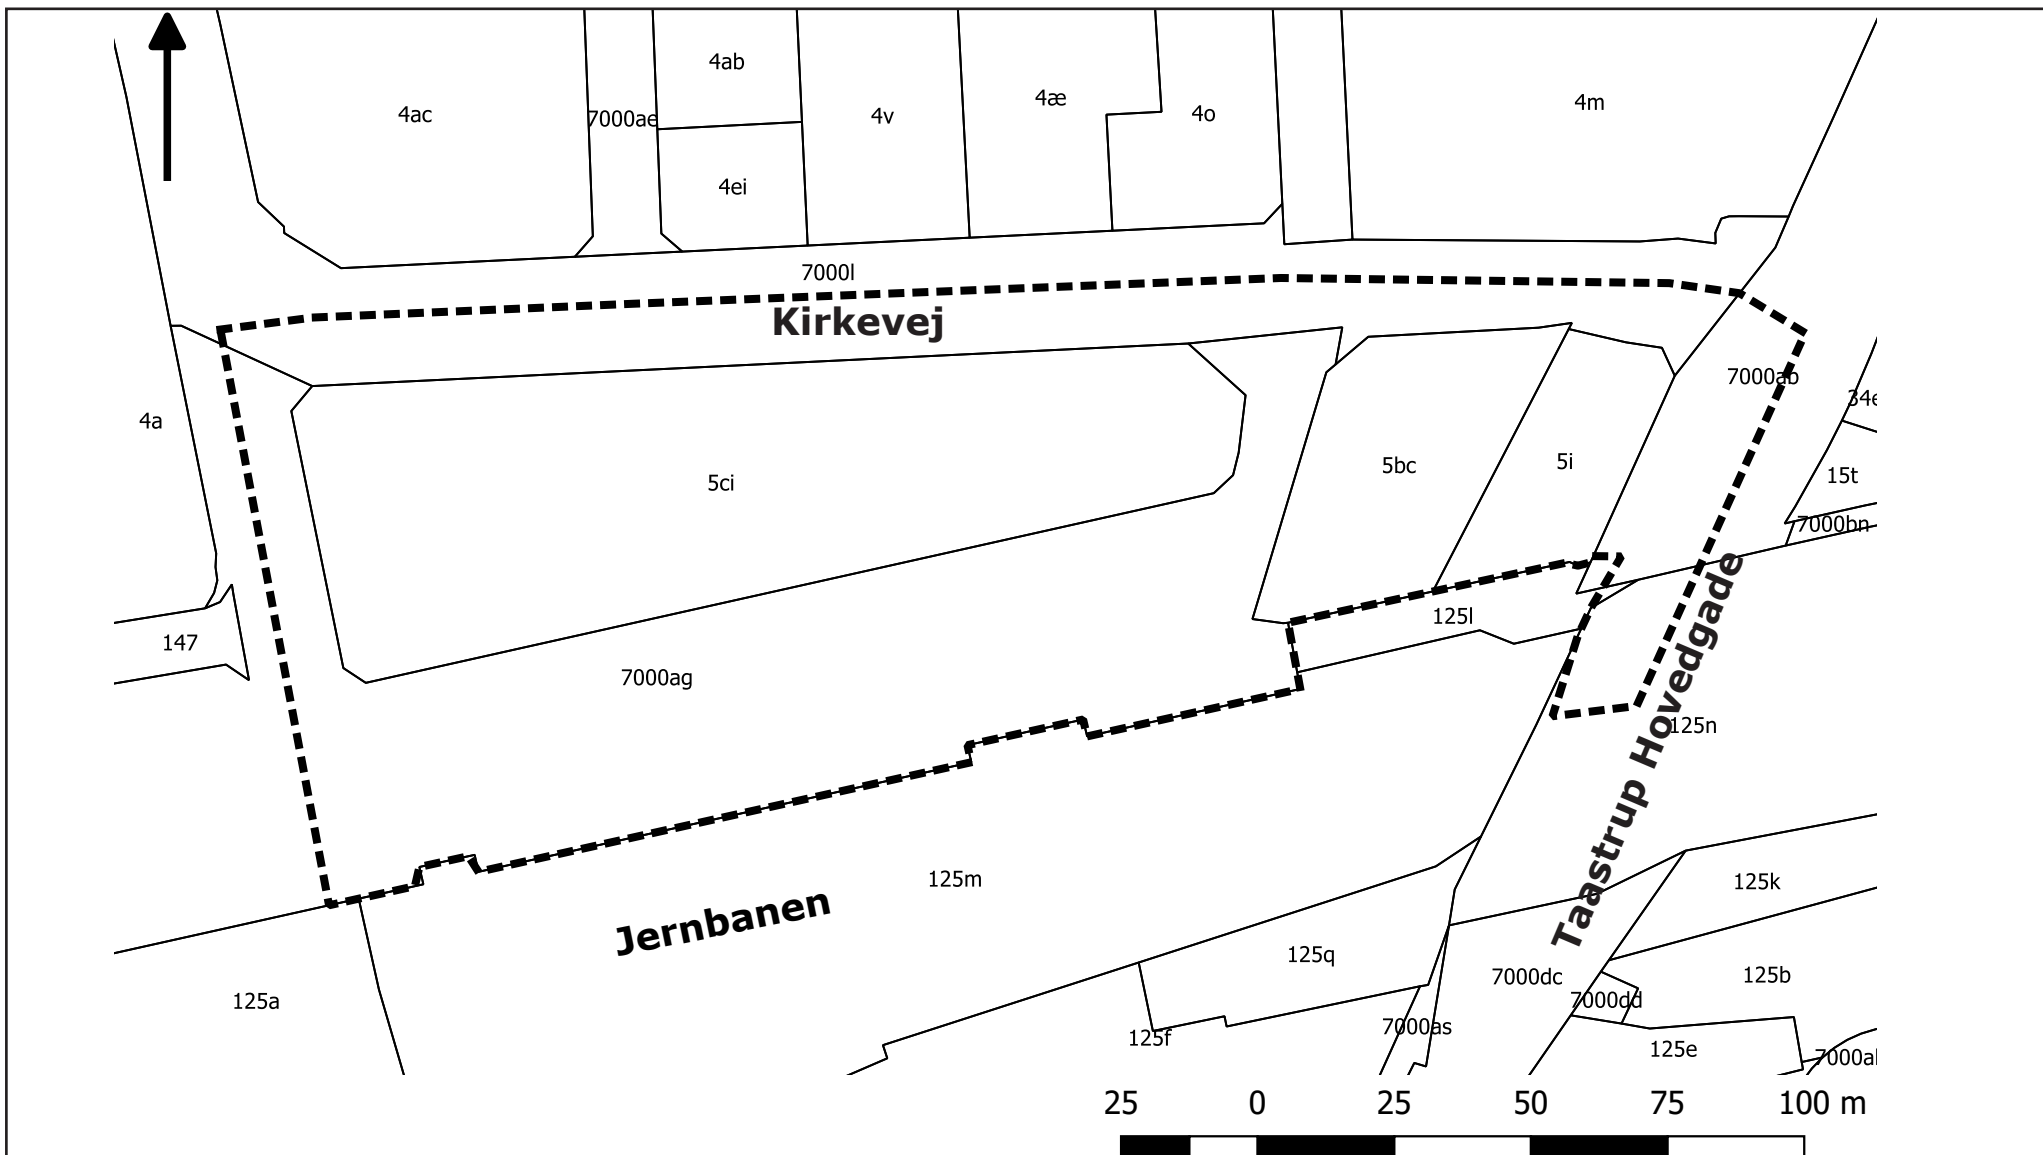 4ab
4æ
4m
4ac
7000ae
4v
4o
4ei
7000l
Kirkevej
7000ab
34e
4a
5ci
5bc
5i
15t
7000bn
125l
147
7000ag
125n
Taastrup Hovedgade
125m
125k
Jernbanen
125q
125a
7000dc
125b
7000dd
7000as
125f
125e
7000al
25 0 25 50 75 100 m